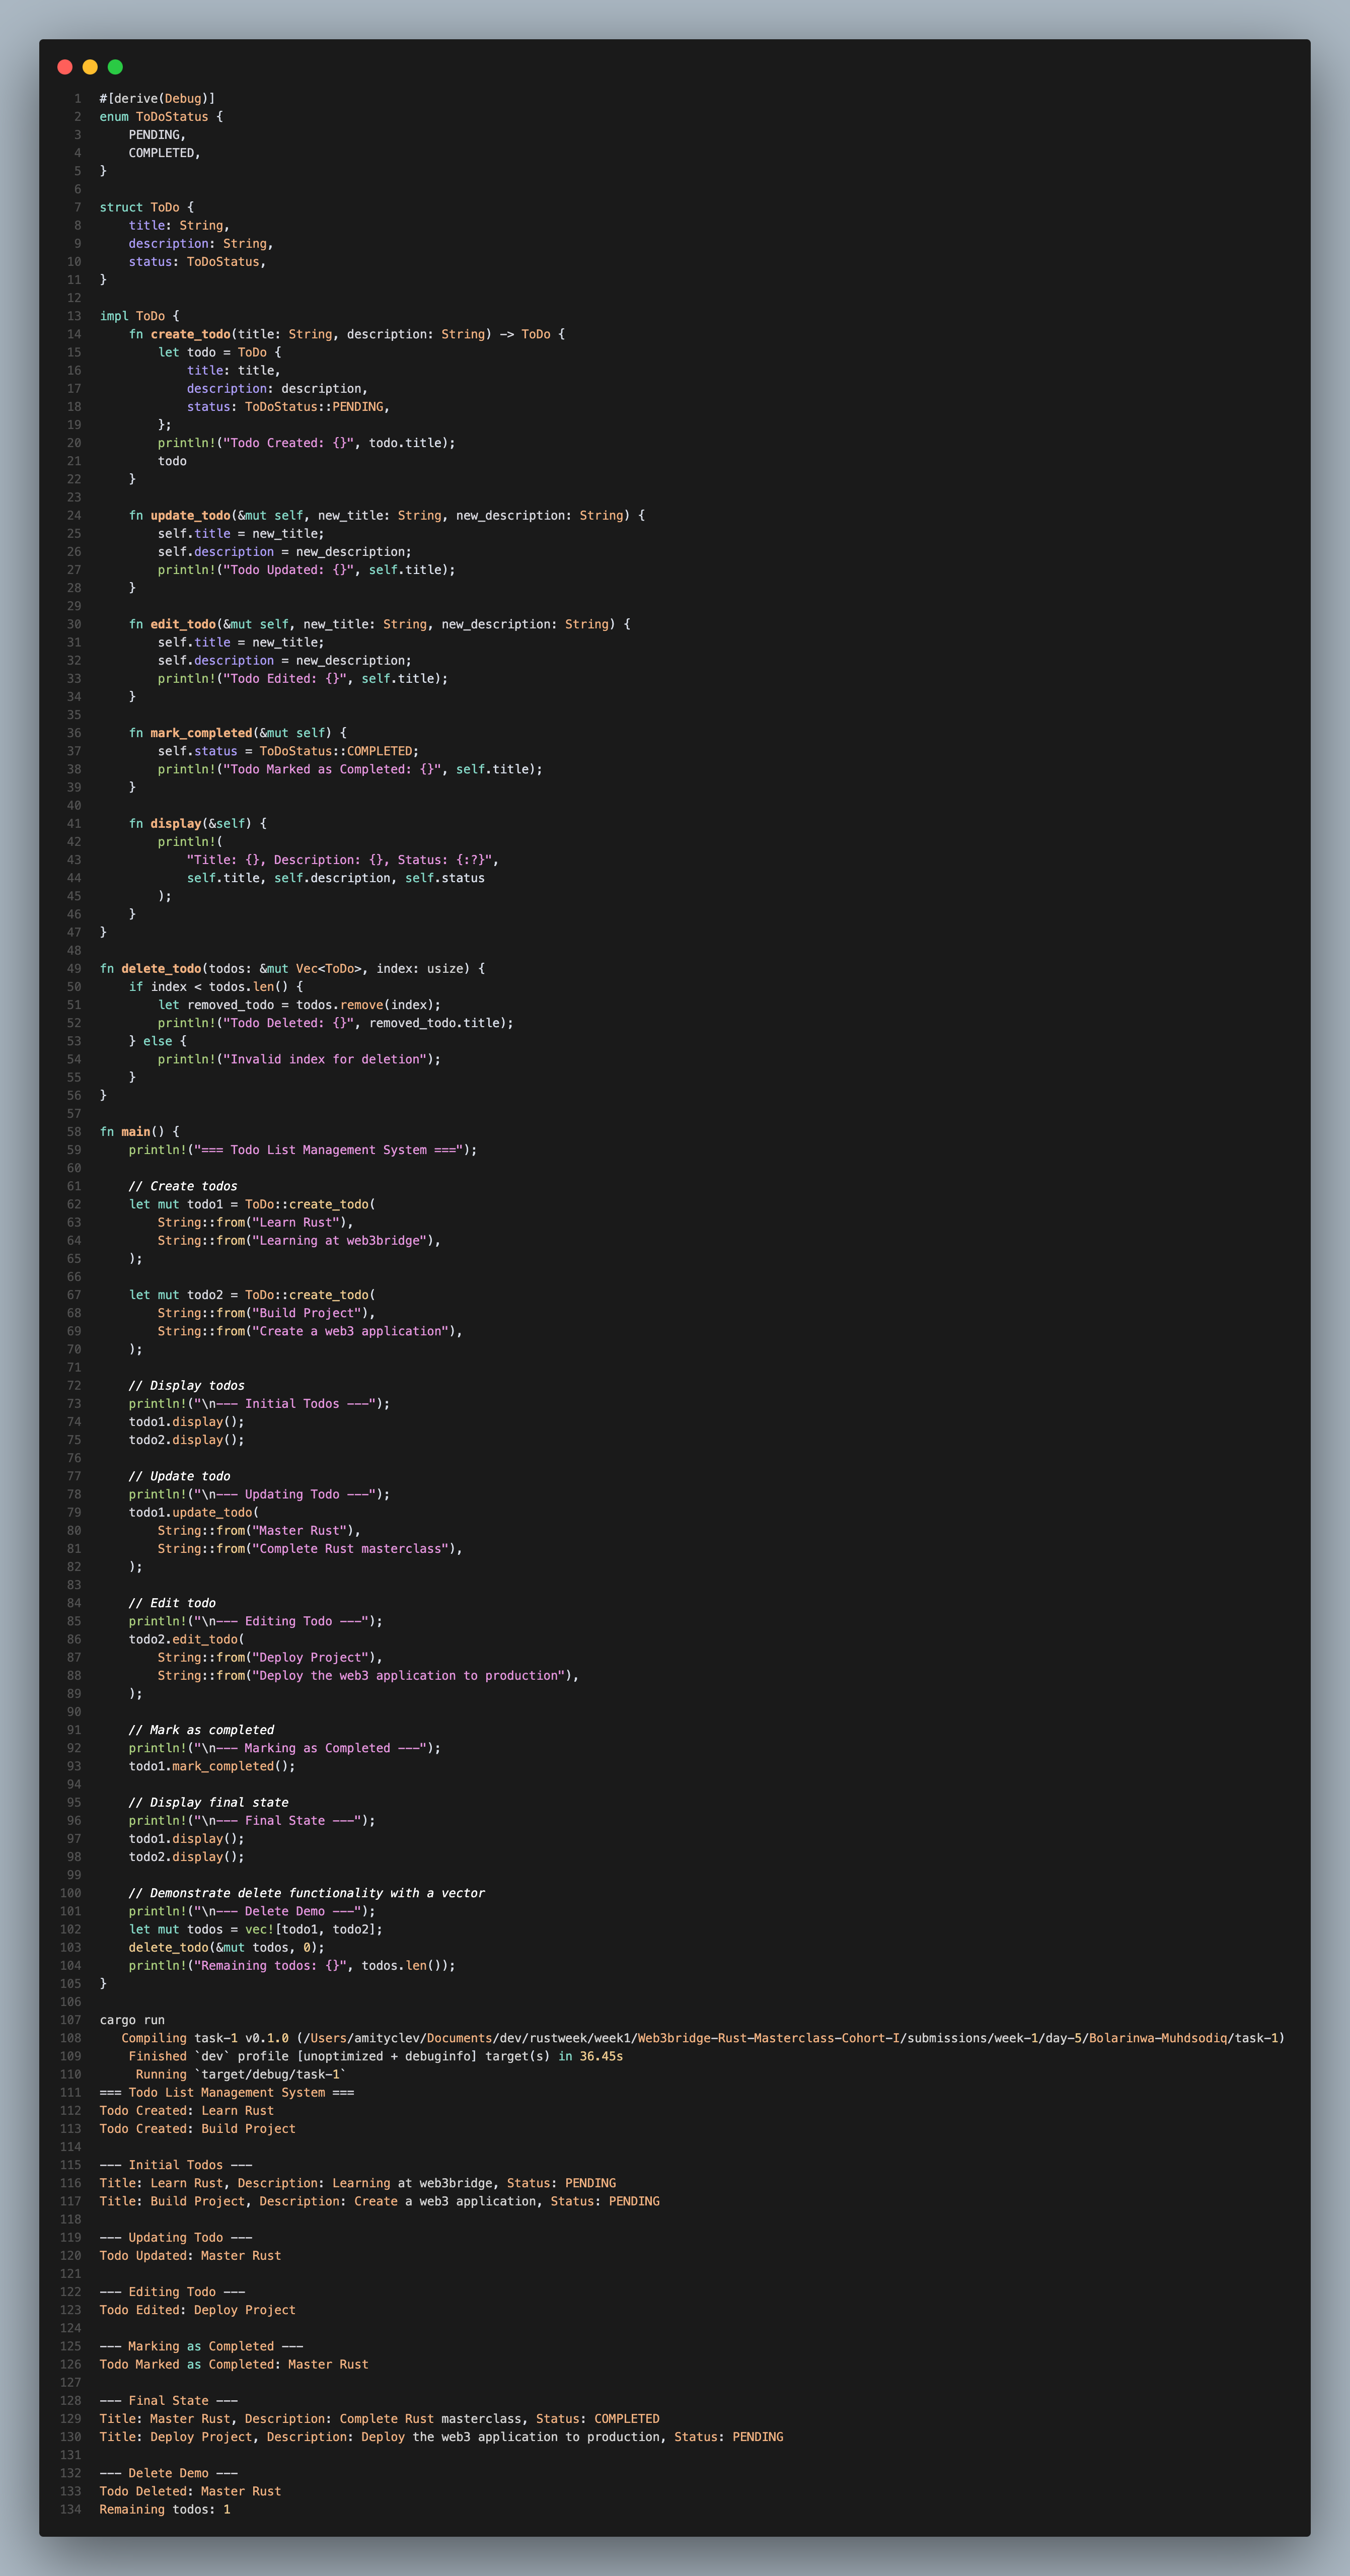 1 #[derive(Debug)]
2 enum ToDoStatus {
3     PENDING,
4     COMPLETED,
5 }
6
7 struct ToDo {
8     title: String,
9     description: String,
10     status: ToDoStatus,
11 }
12
13 impl ToDo {
14     fn create_todo(title: String, description: String) -> ToDo {
15         let todo = ToDo {
16             title: title,
17             description: description,
18             status: ToDoStatus::PENDING,
19         };
20         println!("Todo Created: {}", todo.title);
21         todo
22     }
23
24     fn update_todo(&mut self, new_title: String, new_description: String) {
25         self.title = new_title;
26         self.description = new_description;
27         println!("Todo Updated: {}", self.title);
28     }
29
30     fn edit_todo(&mut self, new_title: String, new_description: String) {
31         self.title = new_title;
32         self.description = new_description;
33         println!("Todo Edited: {}", self.title);
34     }
35
36     fn mark_completed(&mut self) {
37         self.status = ToDoStatus::COMPLETED;
38         println!("Todo Marked as Completed: {}", self.title);
39     }
40
41     fn display(&self) {
42         println!(
43             "Title: {}, Description: {}, Status: {:?}",
44             self.title, self.description, self.status
45         );
46     }
47 }
48
49 fn delete_todo(todos: &mut Vec<ToDo>, index: usize) {
50     if index < todos.len() {
51         let removed_todo = todos.remove(index);
52         println!("Todo Deleted: {}", removed_todo.title);
53     } else {
54         println!("Invalid index for deletion");
55     }
56 }
57
58 fn main() {
59     println!("=== Todo List Management System ===");
60
61     // Create todos
62     let mut todo1 = ToDo::create_todo(
63         String::from("Learn Rust"),
64         String::from("Learning at web3bridge"),
65     );
66
67     let mut todo2 = ToDo::create_todo(
68         String::from("Build Project"),
69         String::from("Create a web3 application"),
70     );
71
72     // Display todos
73     println!("\n--- Initial Todos ---");
74     todo1.display();
75     todo2.display();
76
77     // Update todo
78     println!("\n--- Updating Todo ---");
79     todo1.update_todo(
80         String::from("Master Rust"),
81         String::from("Complete Rust masterclass"),
82     );
83
84     // Edit todo
85     println!("\n--- Editing Todo ---");
86     todo2.edit_todo(
87         String::from("Deploy Project"),
88         String::from("Deploy the web3 application to production"),
89     );
90
91     // Mark as completed
92     println!("\n--- Marking as Completed ---");
93     todo1.mark_completed();
94
95     // Display final state
96     println!("\n--- Final State ---");
97     todo1.display();
98     todo2.display();
99
100     // Demonstrate delete functionality with a vector
101     println!("\n--- Delete Demo ---");
102     let mut todos = vec![todo1, todo2];
103     delete_todo(&mut todos, 0);
104     println!("Remaining todos: {}", todos.len());
105 }
106
107 cargo run
108    Compiling task-1 v0.1.0 (/Users/amityclev/Documents/dev/rustweek/week1/Web3bridge-Rust-Masterclass-Cohort-I/submissions/week-1/day-5/Bolarinwa-Muhdsodiq/task-1)
109     Finished `dev` profile [unoptimized + debuginfo] target(s) in 36.45s
110      Running `target/debug/task-1`
111 === Todo List Management System ===
112 Todo Created: Learn Rust
113 Todo Created: Build Project
114
115 --- Initial Todos ---
116 Title: Learn Rust, Description: Learning at web3bridge, Status: PENDING
117 Title: Build Project, Description: Create a web3 application, Status: PENDING
118
119 --- Updating Todo ---
120 Todo Updated: Master Rust
121
122 --- Editing Todo ---
123 Todo Edited: Deploy Project
124
125 --- Marking as Completed ---
126 Todo Marked as Completed: Master Rust
127
128 --- Final State ---
129 Title: Master Rust, Description: Complete Rust masterclass, Status: COMPLETED
130 Title: Deploy Project, Description: Deploy the web3 application to production, Status: PENDING
131
132 --- Delete Demo ---
133 Todo Deleted: Master Rust
134 Remaining todos: 1